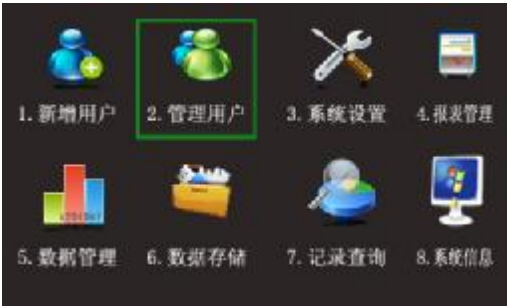 1. 新增用户
2. 管理用户
3. 系统设置
4. 报表管理
5. 数据管理
6. 数据存储
7. 记录查询
8. 系统信息